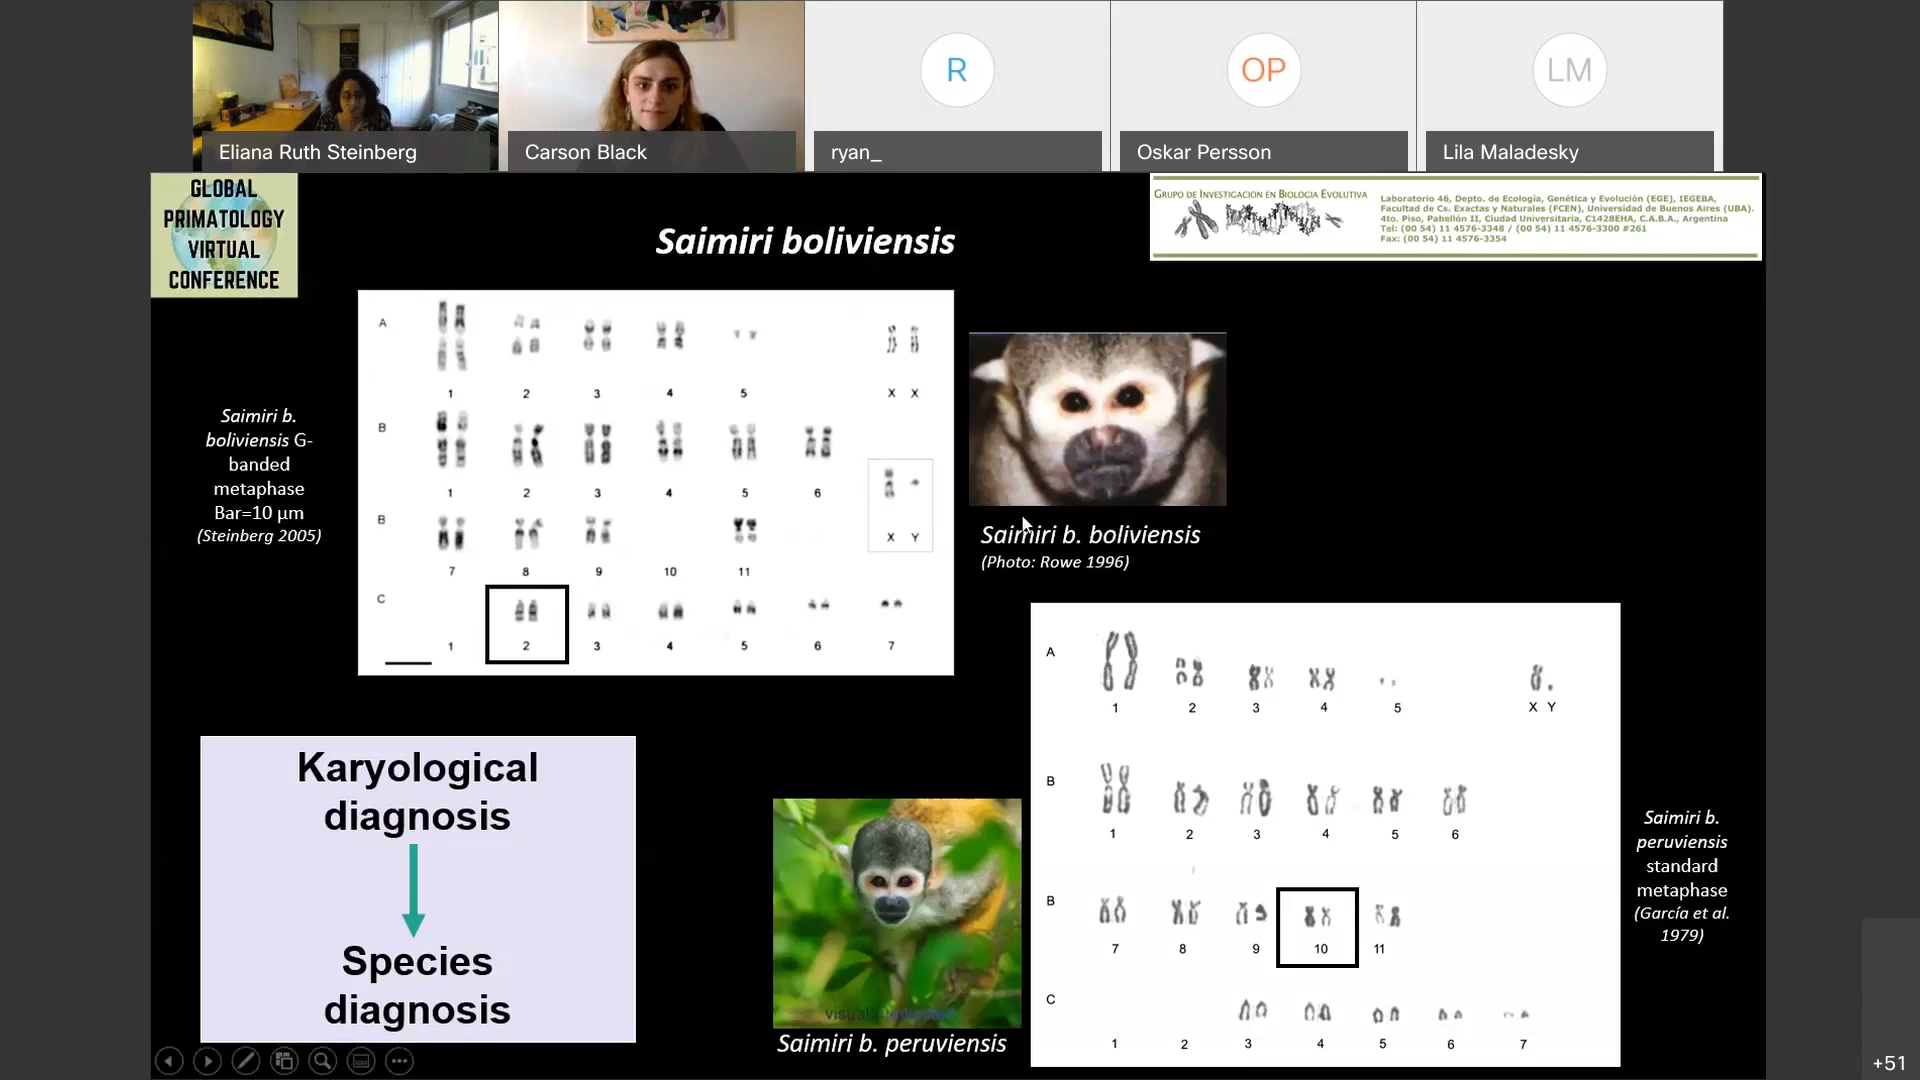 R
OP
LM
Eliana Ruth Steinberg
Carson Black
ryan_
Oskar Persson
Lila Maladesky
GLOBAL
PRIMATOLOGY
VIRTUAL
CONFERENCE
Saimiri boliviensis
GRUPO DE INVESTIGACIÓN EN BIOLOGÍA EVOLUTIVA
Laboratorio 46, Depto. de Ecología, Genética y Evolución (EGE), IEGEBA,
Facultad de Cs. Exactas y Naturales (FCEN), Universidad de Buenos Aires (UBA).
4to. Piso, Pabellón II, Ciudad Universitaria, C1428EHA, C.A.B.A., Argentina
Tel: (00 54) 11 4576-3348 / (00 54) 11 4576-3300 #261
Fax: (00 54) 11 4576-3354
Saimiri b.
boliviensis G-
banded
metaphase
Bar=10 µm
(Steinberg 2005)
A
1 2 3 4 5 X X
B
1 2 3 4 5 6
B
X Y
7 8 9 10 11
C
1 2 3 4 5 6 7
Saimiri b. boliviensis
(Photo: Rowe 1996)
Karyological
diagnosis
Species
diagnosis
Saimiri b. peruviensis
A
1 2 3 4 5 X Y
B
1 2 3 4 5 6
B
7 8 9 10 11
C
1 2 3 4 5 6 7
Saimiri b.
peruviensis
standard
metaphase
(García et al.
1979)
+51